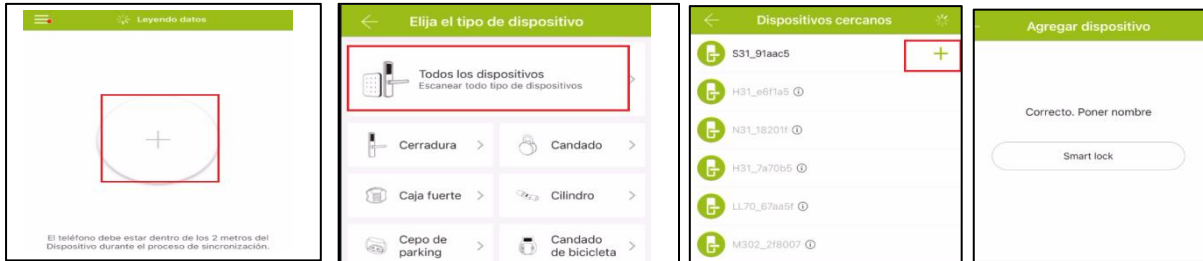 Leyendo datos
El teléfono debe estar dentro de los 2 metros del
Dispositivo durante el proceso de sincronización.
Elija el tipo de dispositivo
Todos los dispositivos
Escanear todo tipo de dispositivos
Cerradura
Candado
Caja fuerte
Cilindro
Cepo de
parking
Candado
de bicicleta
Dispositivos cercanos
S31_91aac5
H31_e6f1a5
N31_18201f
H31_7a70b5
LL70_67aa5f
M302_2f8007
Agregar dispositivo
Correcto. Poner nombre
Smart lock